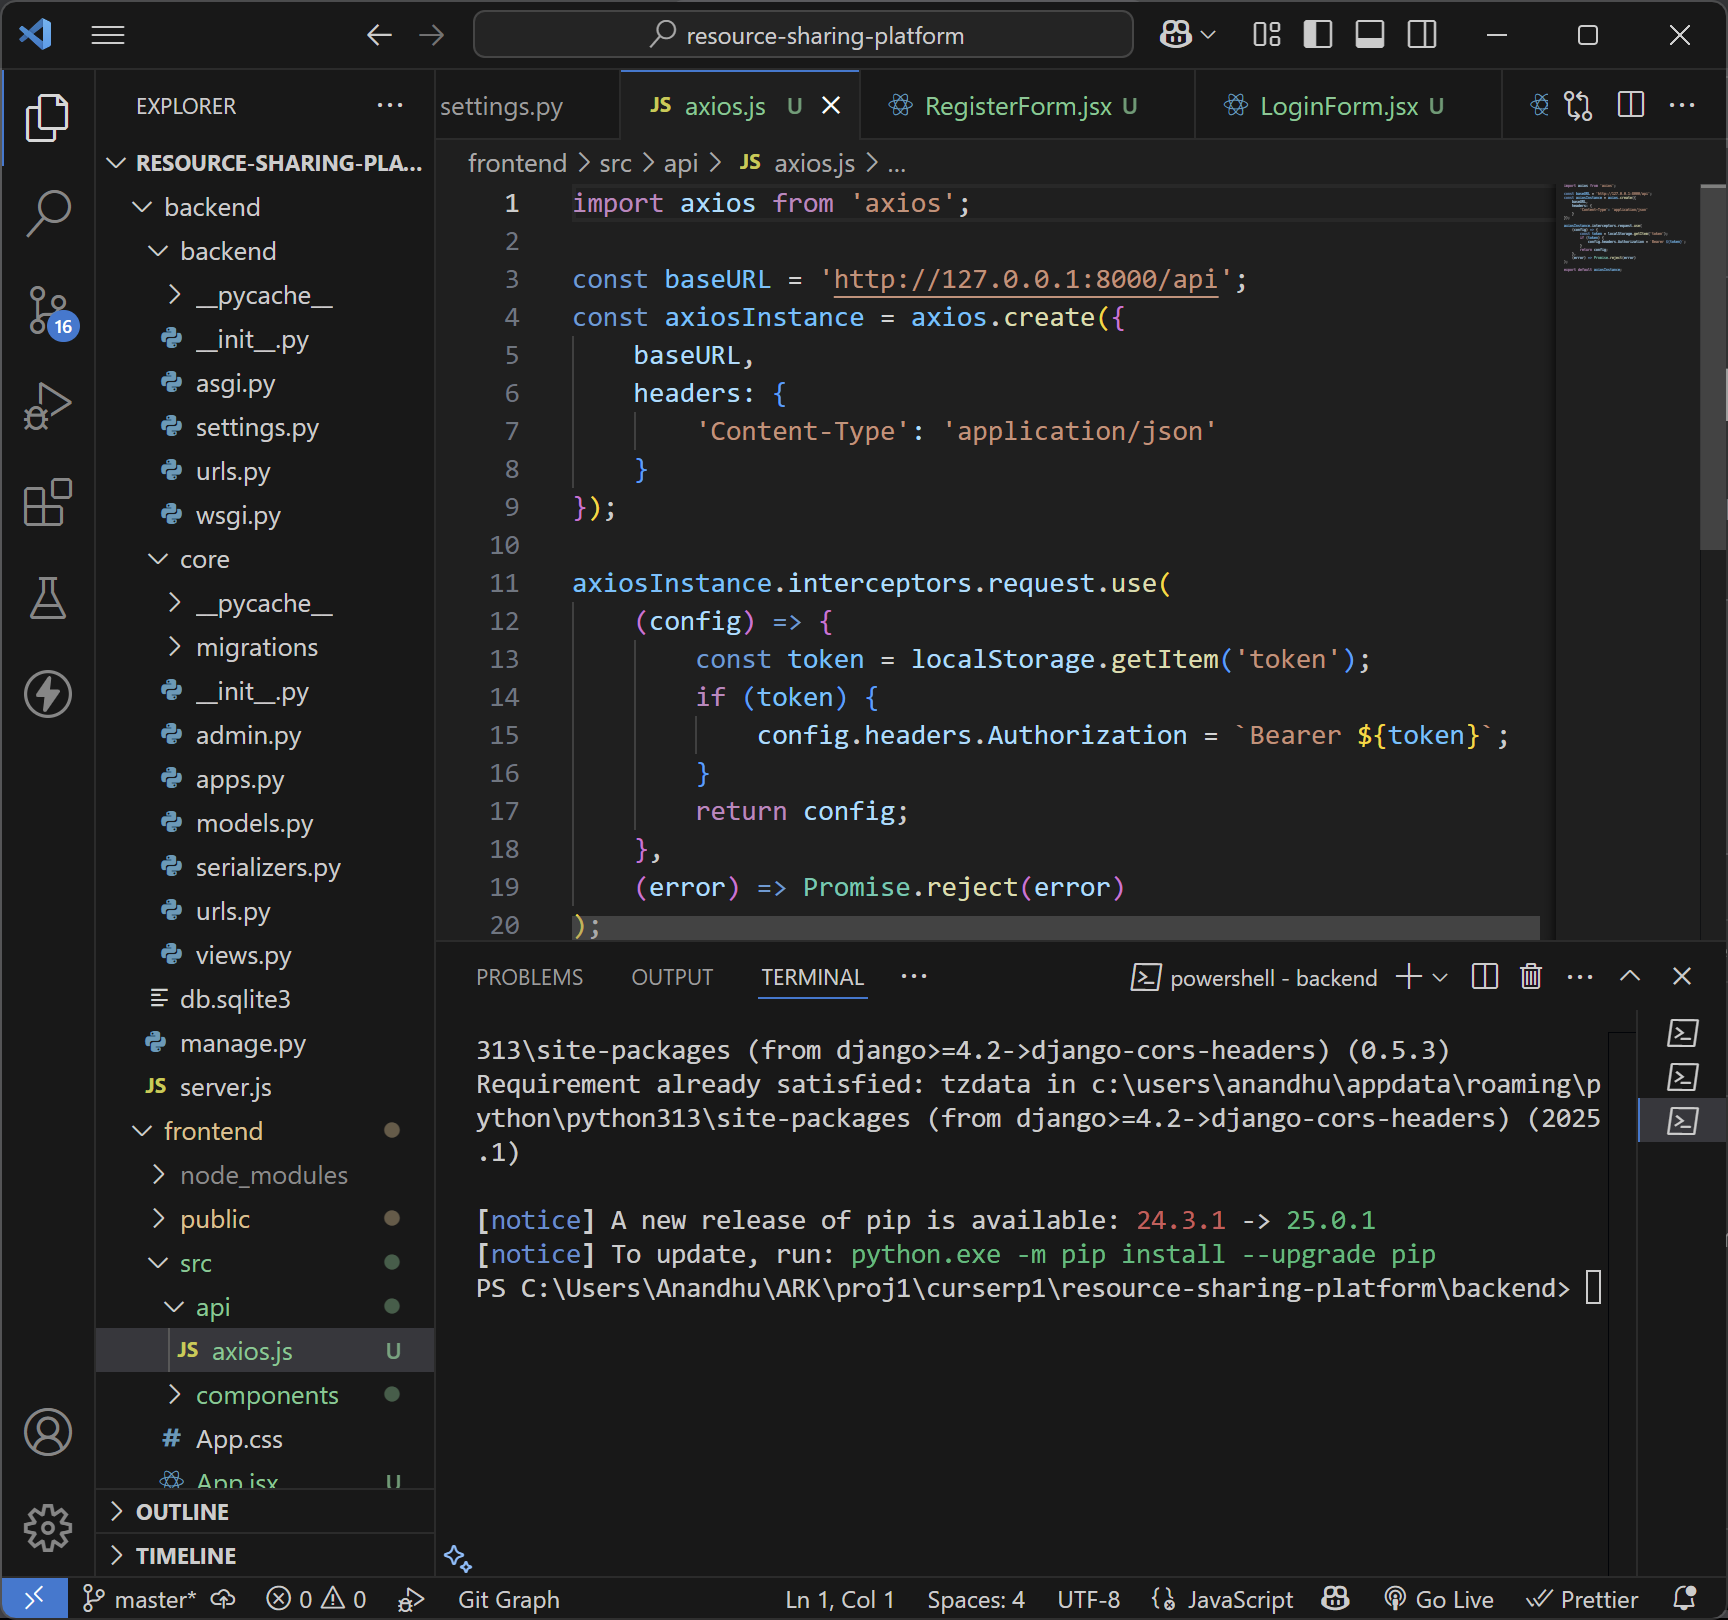 resource-sharing-platform
EXPLORER
settings.py
JS axios.js U
RegisterForm.jsx U
LoginForm.jsx U
RESOURCE-SHARING-PLA...
backend
backend
__pycache__
__init__.py
asgi.py
settings.py
urls.py
wsgi.py
core
__pycache__
migrations
__init__.py
admin.py
apps.py
models.py
serializers.py
urls.py
views.py
db.sqlite3
manage.py
JS server.js
frontend
node_modules
public
src
api
JS axios.js U
components
# App.css
App.jsx U
OUTLINE
TIMELINE
16
frontend > src > api > JS axios.js > ...
1 import axios from 'axios';
2
3 const baseURL = 'http://127.0.0.1:8000/api';
4 const axiosInstance = axios.create({
5 baseURL,
6 headers: {
7 'Content-Type': 'application/json'
8 }
9 });
10
11 axiosInstance.interceptors.request.use(
12 (config) => {
13 const token = localStorage.getItem('token');
14 if (token) {
15 config.headers.Authorization = `Bearer ${token}`;
16 }
17 return config;
18 },
19 (error) => Promise.reject(error)
20 );
PROBLEMS OUTPUT TERMINAL ...
powershell - backend
313\site-packages (from django>=4.2->django-cors-headers) (0.5.3)
Requirement already satisfied: tzdata in c:\users\anandhu\appdata\roaming\p
ython\python313\site-packages (from django>=4.2->django-cors-headers) (2025
.1)
[notice] A new release of pip is available: 24.3.1 -> 25.0.1
[notice] To update, run: python.exe -m pip install --upgrade pip
PS C:\Users\Anandhu\ARK\proj1\curserp1\resource-sharing-platform\backend>
master* 0 0 Git Graph Ln 1, Col 1 Spaces: 4 UTF-8 JavaScript Go Live Prettier